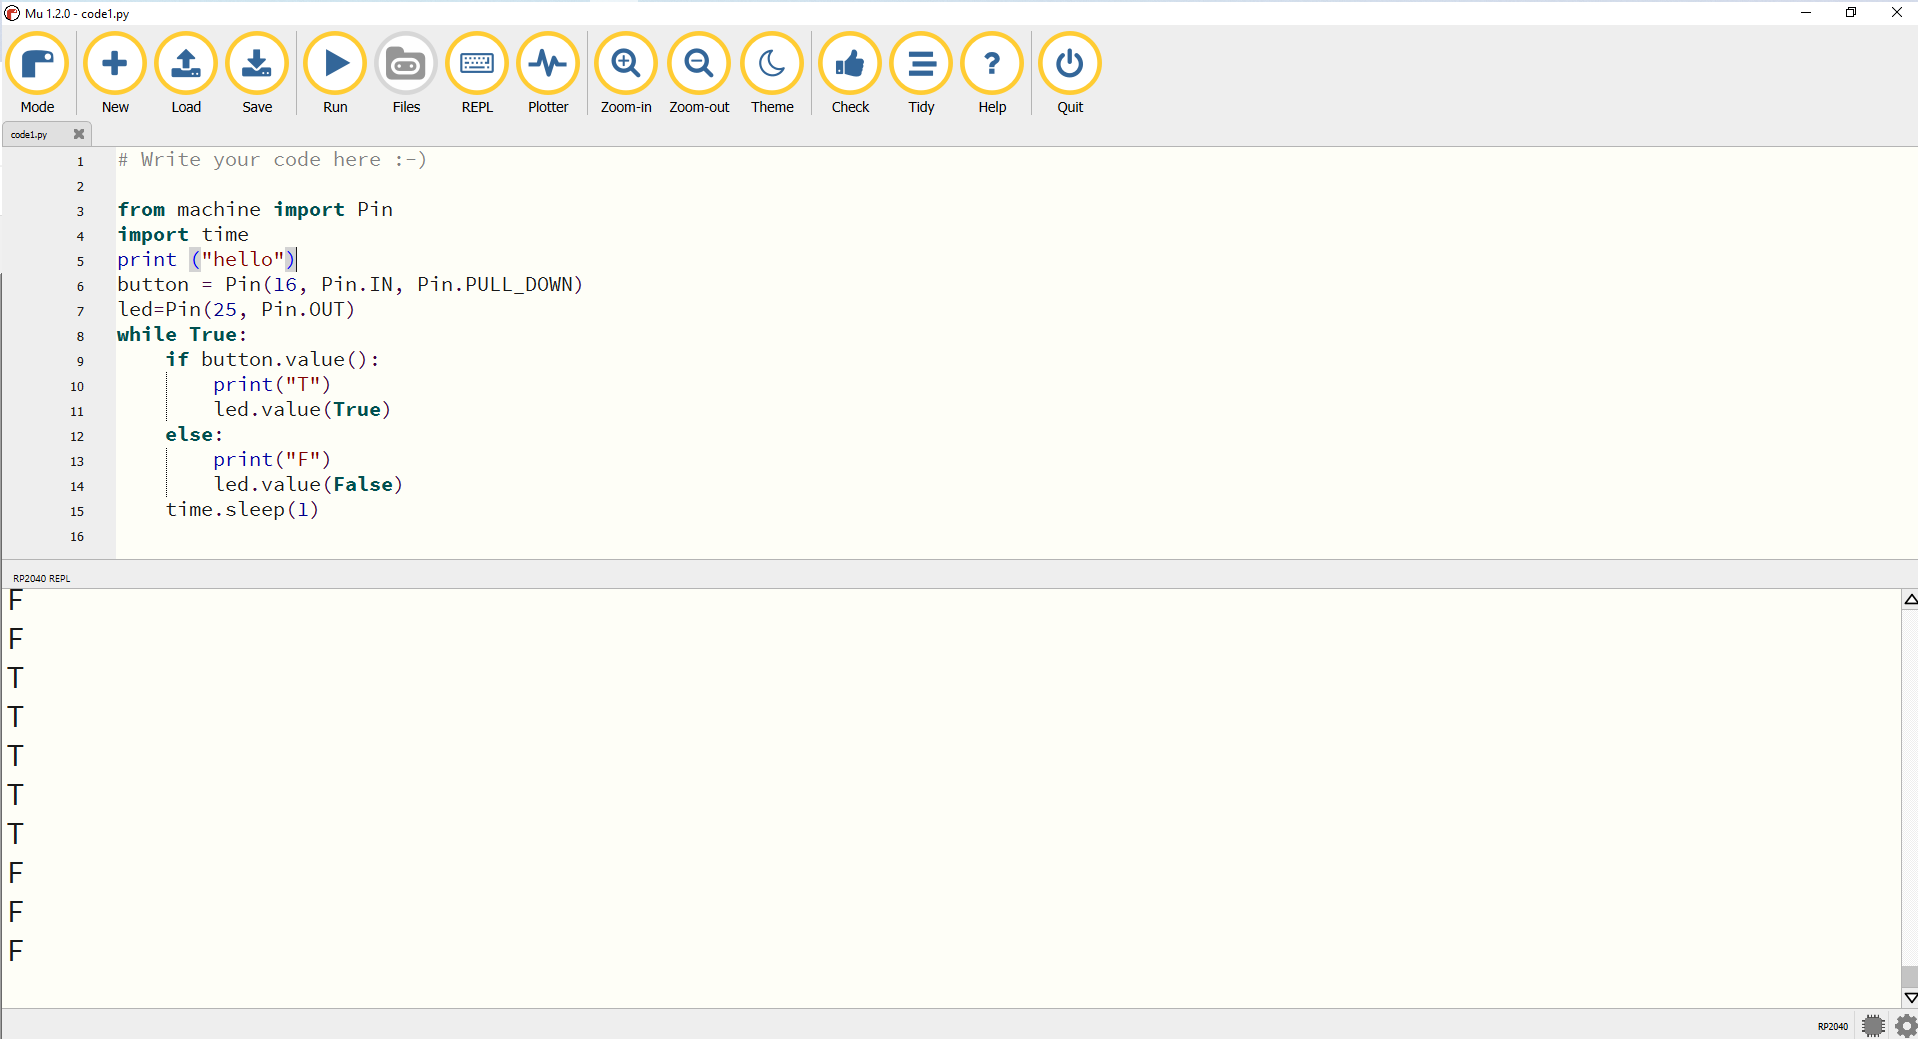 Mu 1.2.0 - code1.py
Mode New Load Save Run Files REPL Plotter Zoom-in Zoom-out Theme Check Tidy Help Quit
code1.py
1 # Write your code here :-)
2
3 from machine import Pin
4 import time
5 print ("hello")
6 button = Pin(16, Pin.IN, Pin.PULL_DOWN)
7 led=Pin(25, Pin.OUT)
8 while True:
9     if button.value():
10         print("T")
11         led.value(True)
12     else:
13         print("F")
14         led.value(False)
15     time.sleep(1)
16
RP2040 REPL
F
F
T
T
T
T
T
F
F
F
RP2040